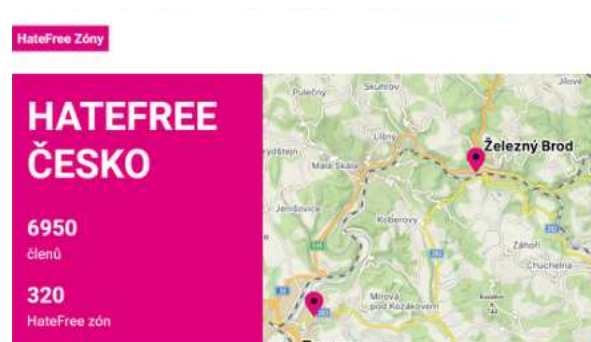 HateFree Zóny
HATEFREE
ČESKO
6950
členů
320
HateFree zón
Pulečný
Skuhrov
Jílové
Líšny
Železný Brod
Malá Skála
Jenišovice
Koberovy
Záhoří
Chuchelna
Mírová
pod Kozákovem